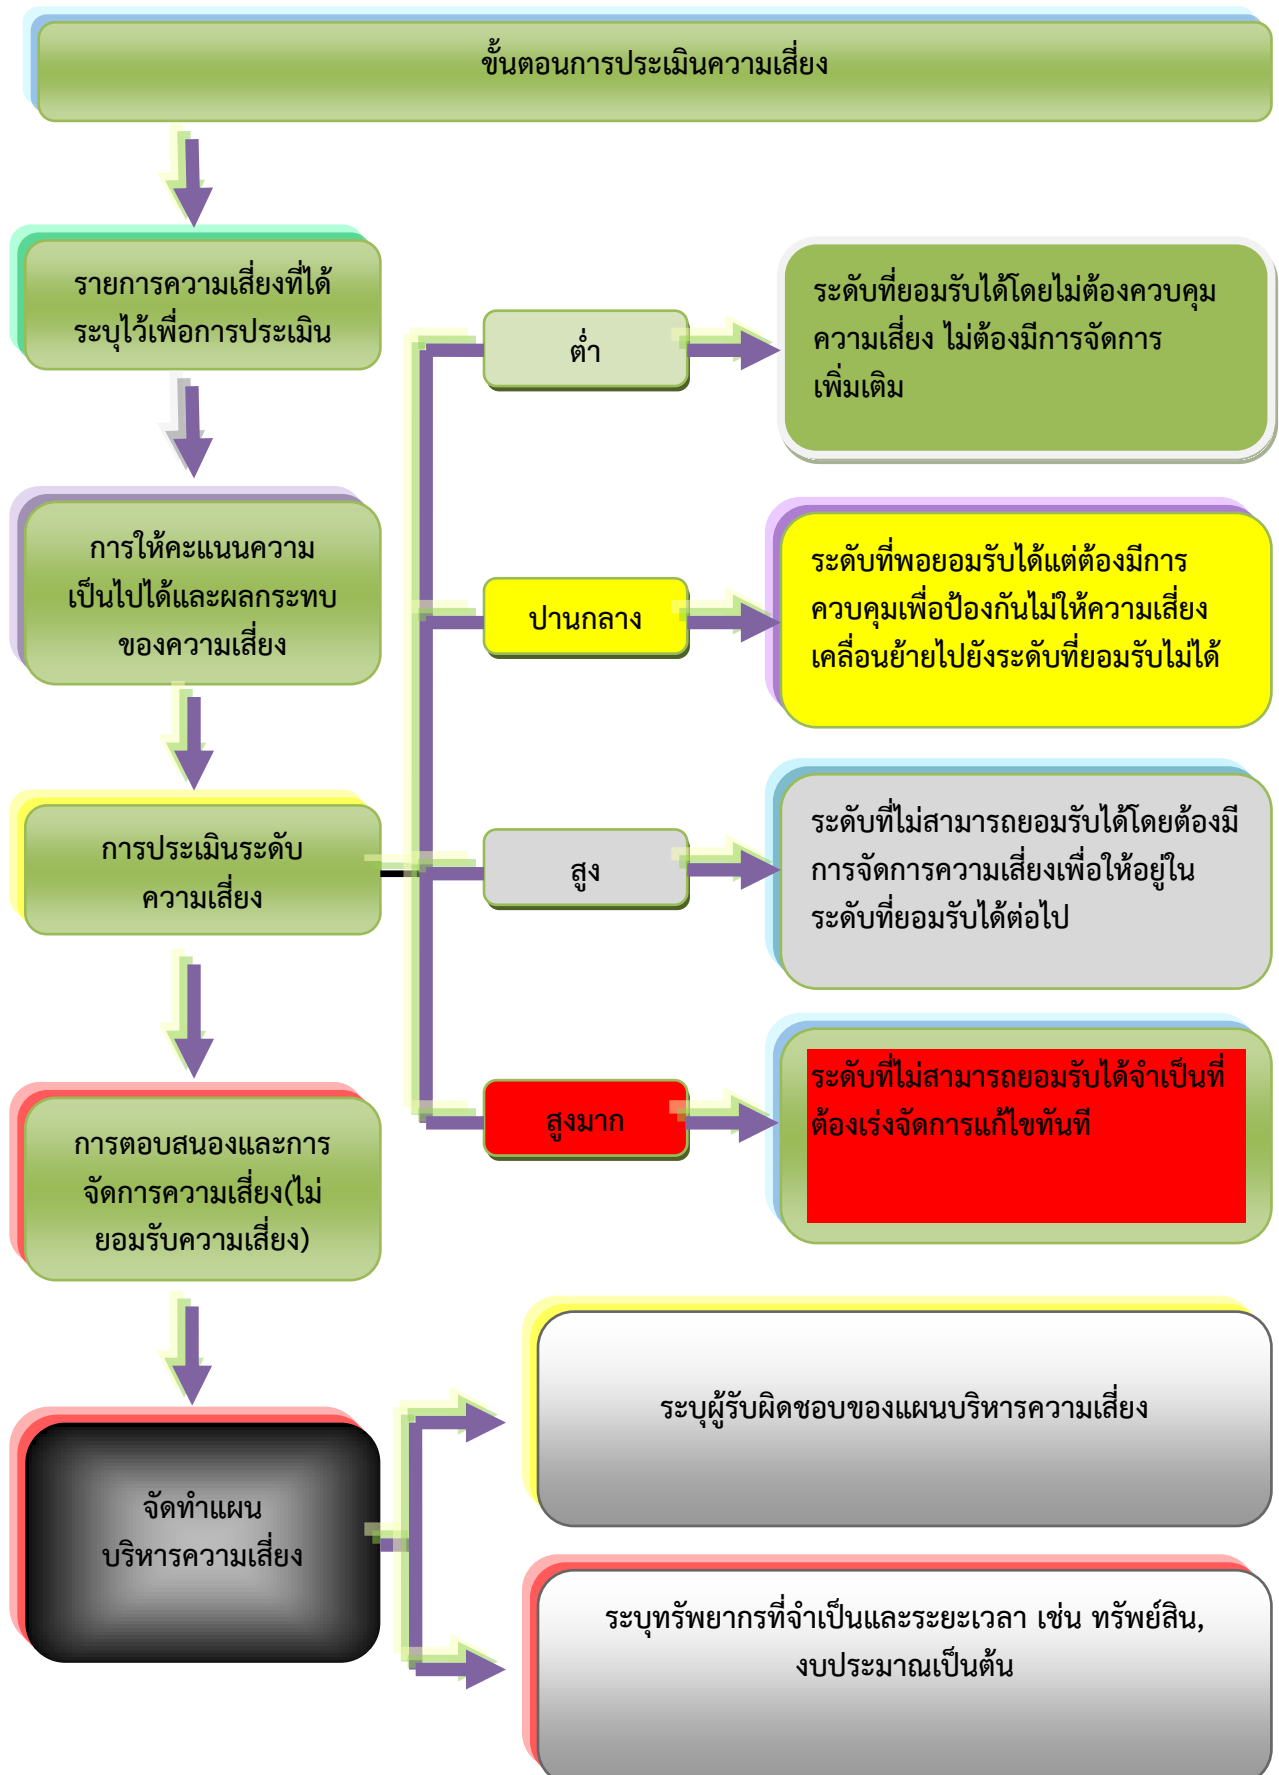 ขั้นตอนการประเมินความเสี่ยง
รายการความเสี่ยงที่ได้
ระบุไว้เพื่อการประเมิน
ต่ำ
ระดับที่ยอมรับได้โดยไม่ต้องควบคุม
ความเสี่ยง ไม่ต้องมีการจัดการ
เพิ่มเติม
การให้คะแนนความ
เป็นไปได้และผลกระทบ
ของความเสี่ยง
ปานกลาง
ระดับที่พอยอมรับได้แต่ต้องมีการ
ควบคุมเพื่อป้องกันไม่ให้ความเสี่ยง
เคลื่อนย้ายไปยังระดับที่ยอมรับไม่ได้
การประเมินระดับ
ความเสี่ยง
สูง
ระดับที่ไม่สามารถยอมรับได้โดยต้องมี
การจัดการความเสี่ยงเพื่อให้อยู่ใน
ระดับที่ยอมรับได้ต่อไป
สูงมาก
ระดับที่ไม่สามารถยอมรับได้จำเป็นที่
ต้องเร่งจัดการแก้ไขทันที
การตอบสนองและการ
จัดการความเสี่ยง(ไม่
ยอมรับความเสี่ยง)
จัดทำแผน
บริหารความเสี่ยง
ระบุผู้รับผิดชอบของแผนบริหารความเสี่ยง
ระบุทรัพยากรที่จำเป็นและระยะเวลา เช่น ทรัพย์สิน,
งบประมาณเป็นต้น